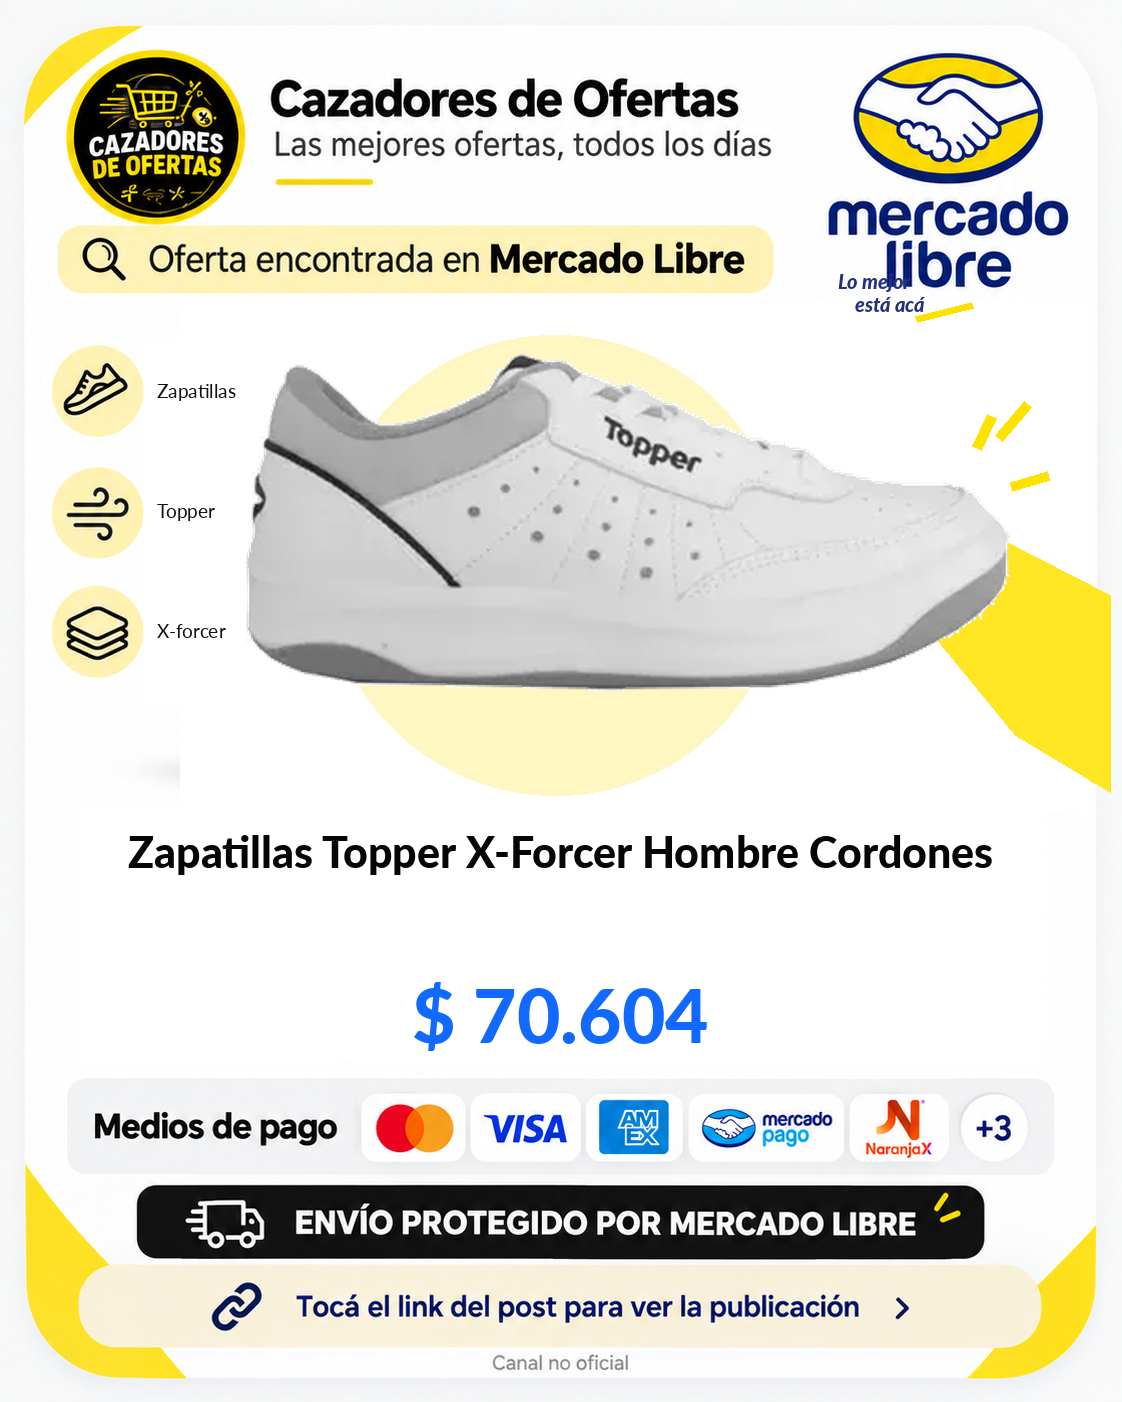 CAZADORES
DE OFERTAS
Cazadores de Ofertas
Las mejores ofertas, todos los días
mercado
libre
Lo mejor
está acá
Oferta encontrada en Mercado Libre
Zapatillas
Topper
X-forcer
Topper
Zapatillas Topper X-Forcer Hombre Cordones
$ 70.604
Medios de pago
VISA
AM
EX
mercado
pago
N
NaranjaX
+3
ENVÍO PROTEGIDO POR MERCADO LIBRE
Tocá el link del post para ver la publicación
Canal no oficial